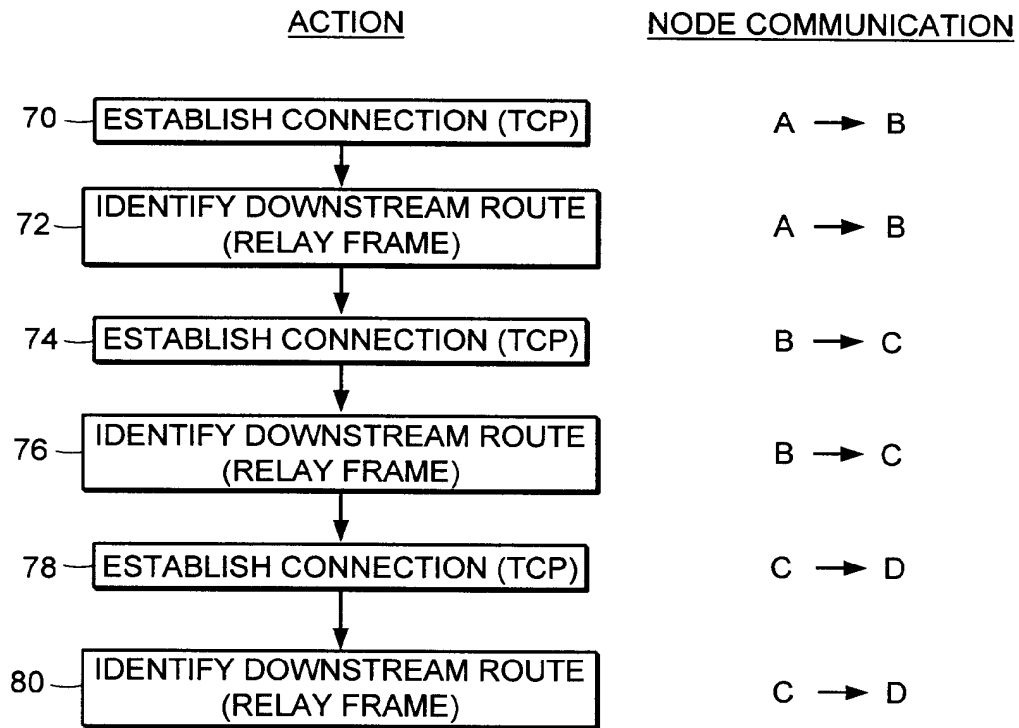 ACTION NODE COMMUNICATION
70 ESTABLISH CONNECTION (TCP) A → B
72 IDENTIFY DOWNSTREAM ROUTE (RELAY FRAME) A → B
74 ESTABLISH CONNECTION (TCP) B → C
76 IDENTIFY DOWNSTREAM ROUTE (RELAY FRAME) B → C
78 ESTABLISH CONNECTION (TCP) C → D
80 IDENTIFY DOWNSTREAM ROUTE (RELAY FRAME) C → D